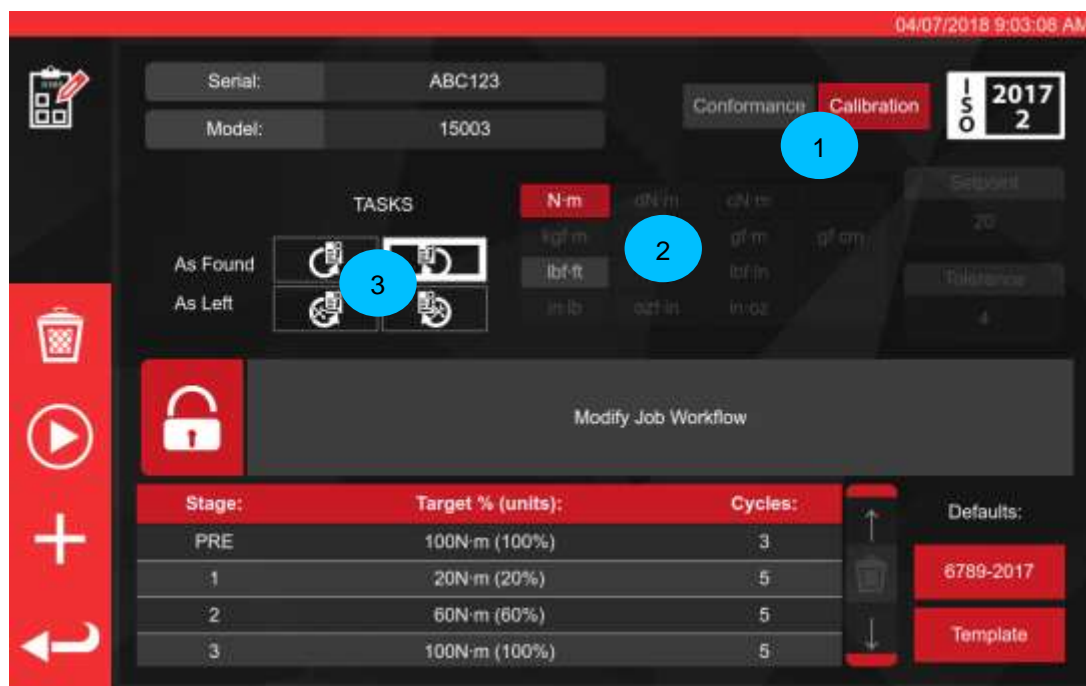 04/07/2018 9:03:06 AM
Serial: ABC123
Model: 15003
Conformance Calibration
ISO 2017 2
1
TASKS
N·m dN·m cN·m
Setpoint
20
kgf·m gf·m gf·cm
2
As Found
lbf·ft lbf·in
3
Tolerance
4
As Left
in·lb ozf·in in·oz
Modify Job Workflow
Stage: Target % (units): Cycles:
PRE 100N·m (100%) 3
1 20N·m (20%) 5
2 60N·m (60%) 5
3 100N·m (100%) 5
Defaults:
6789-2017
Template